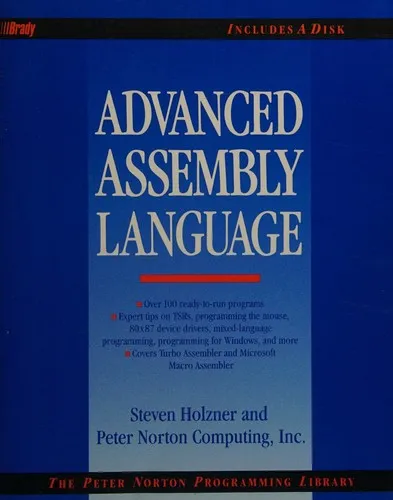 Brady
INCLUDES A DISK
ADVANCED
ASSEMBLY
LANGUAGE
Over 100 ready-to-run programs
Expert tips on TSRs, programming the mouse,
80x87 device drivers, mixed-language
programming, programming for Windows, and more
Covers Turbo Assembler and Microsoft
Macro Assembler
Steven Holzner and
Peter Norton Computing, Inc.
THE PETER NORTON PROGRAMMING LIBRARY